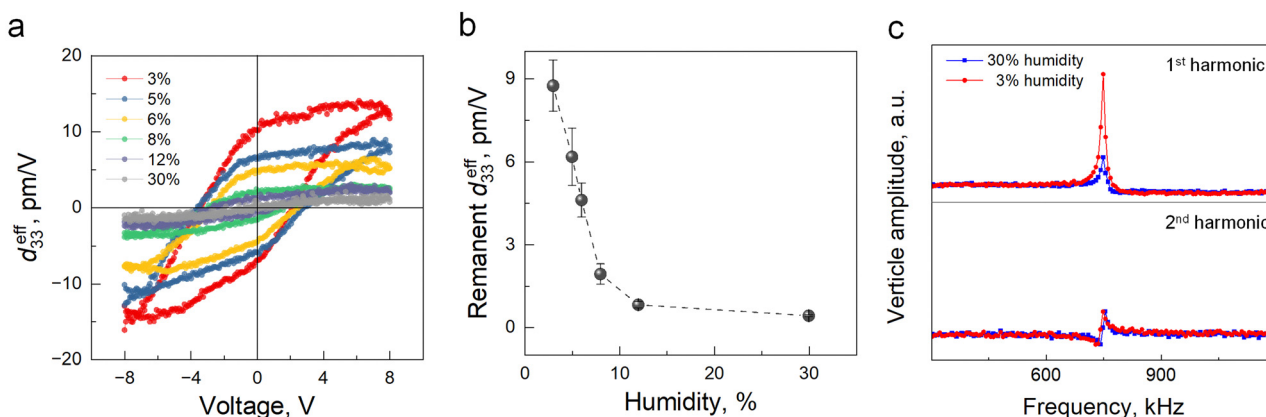 a
20
10
0
−10
−20
d33^eff, pm/V
3%
5%
6%
8%
12%
30%
−8
−4
0
4
8
Voltage, V
b
9
6
3
0
Remanent d33^eff, pm/V
0
10
20
30
Humidity, %
c
30% humidity
3% humidity
1st harmonic
2nd harmonic
Verticle amplitude, a.u.
600
900
Frequency, kHz